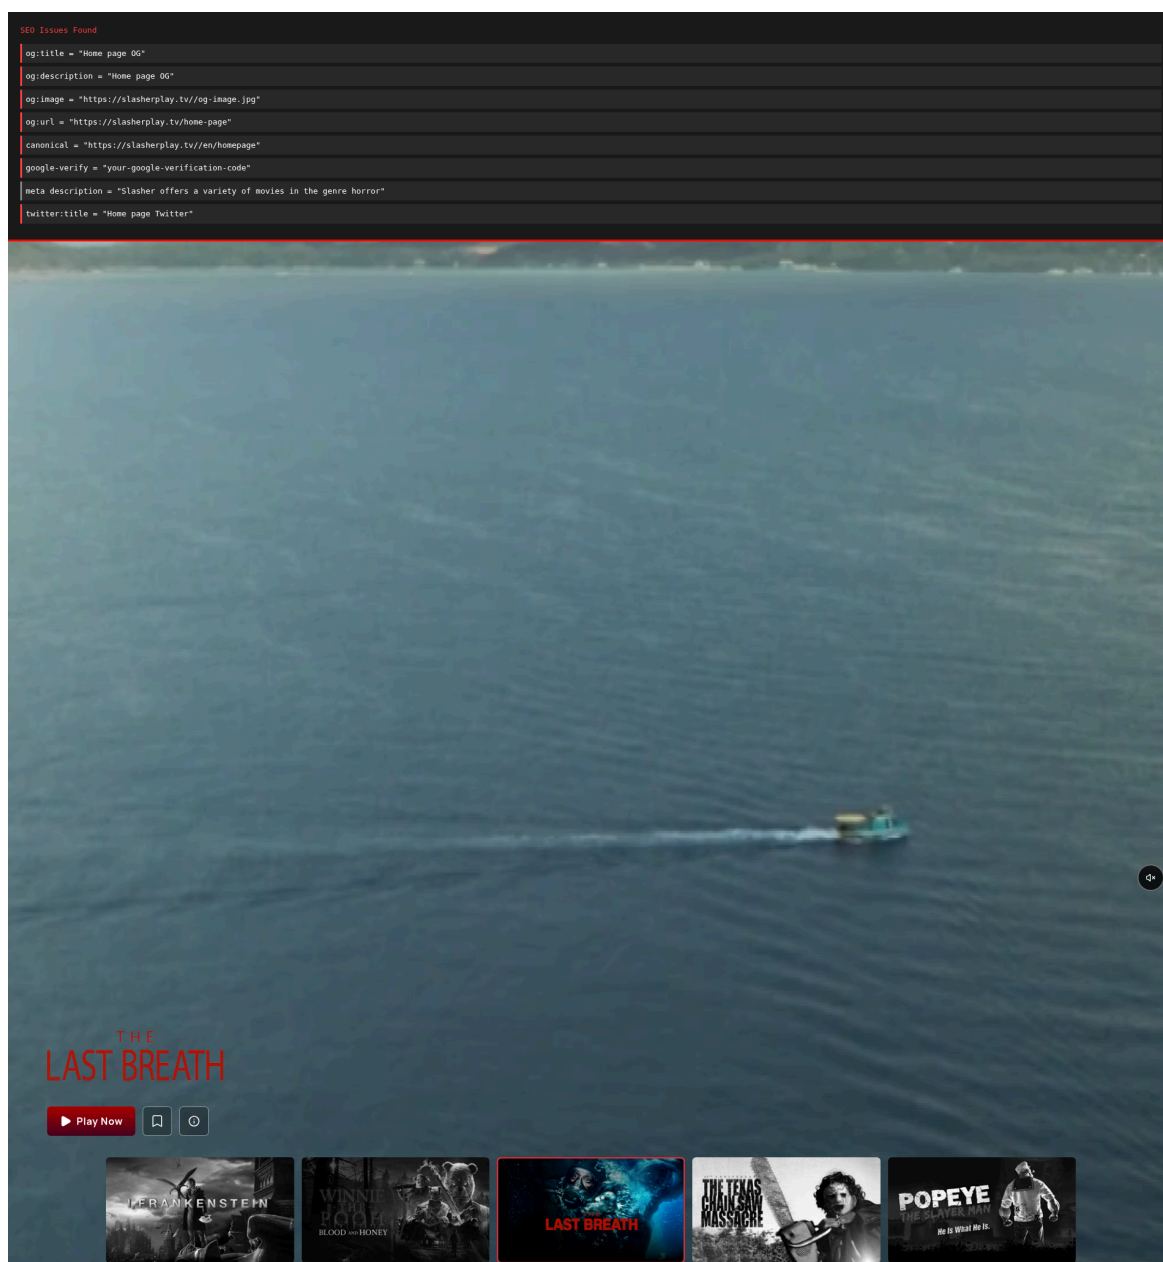 SEO Issues Found
og:title = "Home page OG"
og:description = "Home page OG"
og:image = "https://slasherplay.tv//og-image.jpg"
og:url = "https://slasherplay.tv/home-page"
canonical = "https://slasherplay.tv//en/homepage"
google-verify = "your-google-verification-code"
meta description = "Slasher offers a variety of movies in the genre horror"
twitter:title = "Home page Twitter"
THE
LAST BREATH
Play Now
I, FRANKENSTEIN
WINNIE
THE
POOH
BLOOD AND HONEY
LAST BREATH
THE TEXAS
CHAIN SAW
MASSACRE
POPEYE
THE SLAYER MAN
He Is What He Is.